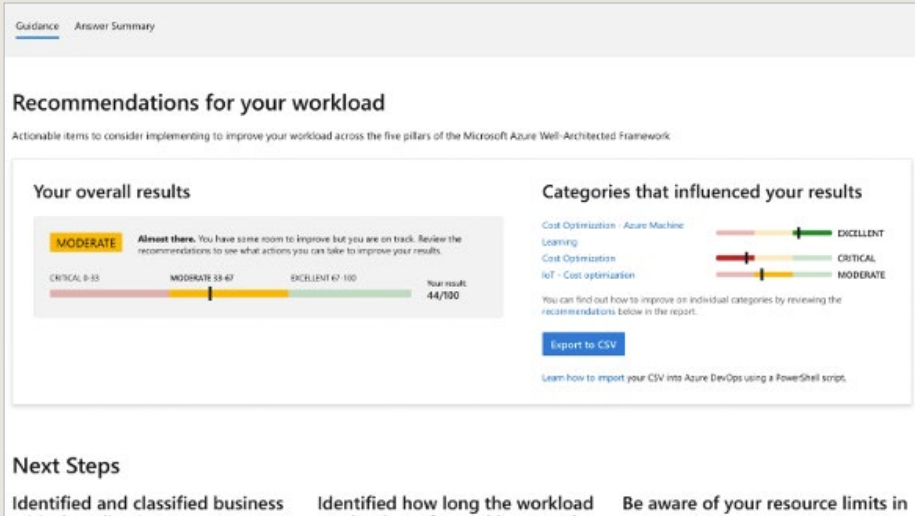 Guidance Answer Summary
Recommendations for your workload
Actionable items to consider implementing to improve your workload across the five pillars of the Microsoft Azure Well-Architected Framework
Your overall results
MODERATE
Almost there. You have some room to improve but you are on track. Review the
recommendations to see what actions you can take to improve your results.
CRITICAL 0-33 MODERATE 33-67 EXCELLENT 67-100
Your result
44/100
Categories that influenced your results
Cost Optimization - Azure Machine
Learning
EXCELLENT
Cost Optimization CRITICAL
IoT - Cost optimization MODERATE
You can find out how to improve on individual categories by reviewing the
recommendations below in the report.
Export to CSV
Learn how to import your CSV into Azure DevOps using a PowerShell script.
Next Steps
Identified and classified business
Identified how long the workload
Be aware of your resource limits in